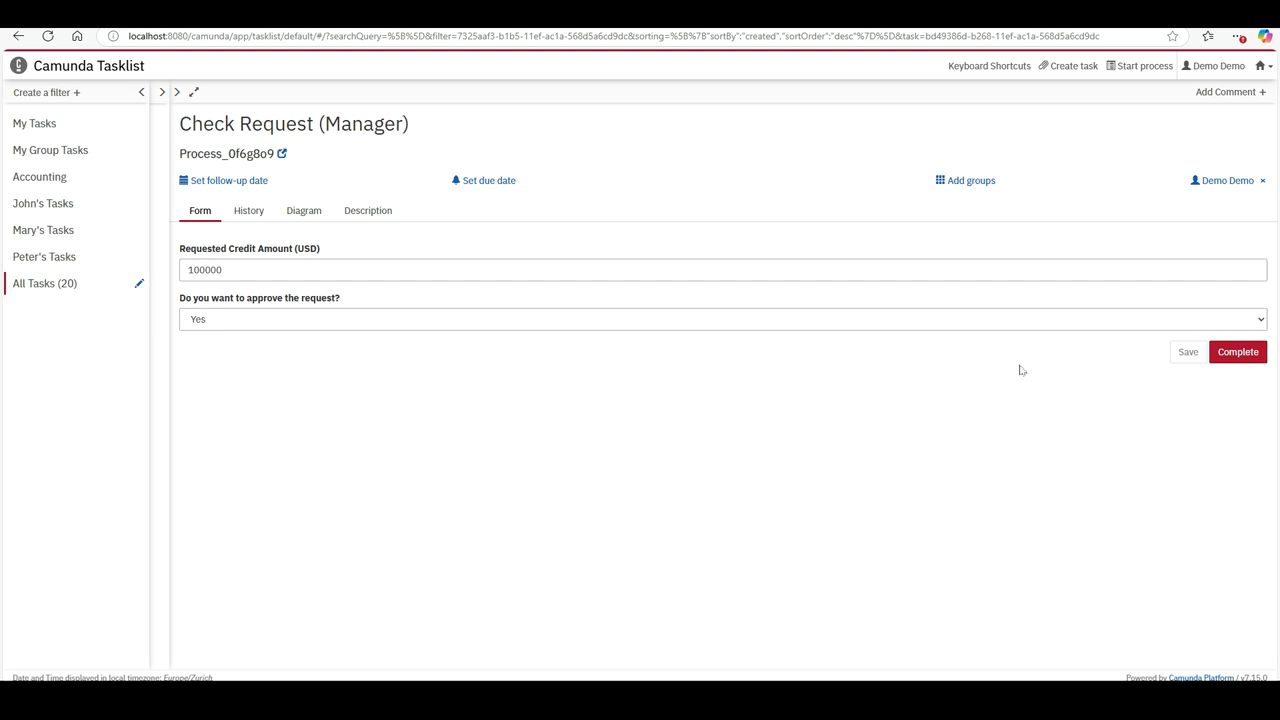 localhost:8080/camunda/app/tasklist/default/#/?searchQuery=%5B%5D&filter=7325aaf3-b1b5-11ef-ac1a-568d5a6cd9dc&sorting=%5B%7B"sortBy":"created","sortOrder":"desc"%7D%5D&task=bd49386d-b268-11ef-ac1a-568d5a6cd9dc
Camunda Tasklist
Keyboard Shortcuts Create task Start process Demo Demo
Create a filter +
Add Comment +
My Tasks
My Group Tasks
Accounting
John's Tasks
Mary's Tasks
Peter's Tasks
All Tasks (20)
Check Request (Manager)
Process_0f6g8o9
Set follow-up date Set due date Add groups Demo Demo ×
Form History Diagram Description
Requested Credit Amount (USD)
100000
Do you want to approve the request?
Yes
Save Complete
Date and Time displayed in local timezone: Europe/Zurich
Powered by Camunda Platform / v7.15.0